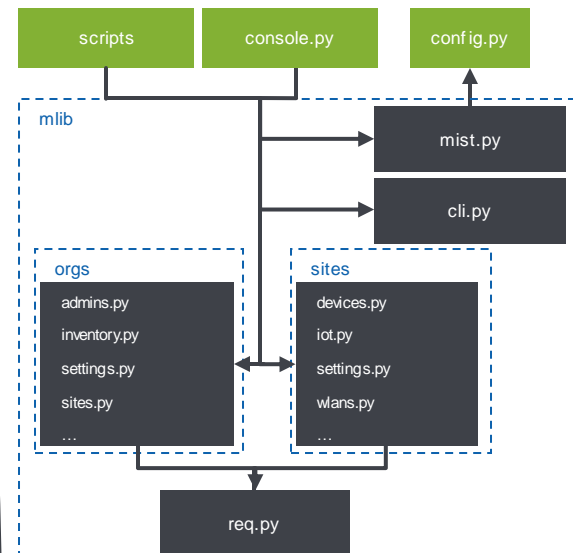 scripts
console.py
config.py
mlib
mist.py
cli.py
orgs
admins.py
inventory.py
settings.py
sites.py
…
sites
devices.py
iot.py
settings.py
wlans.py
…
req.py